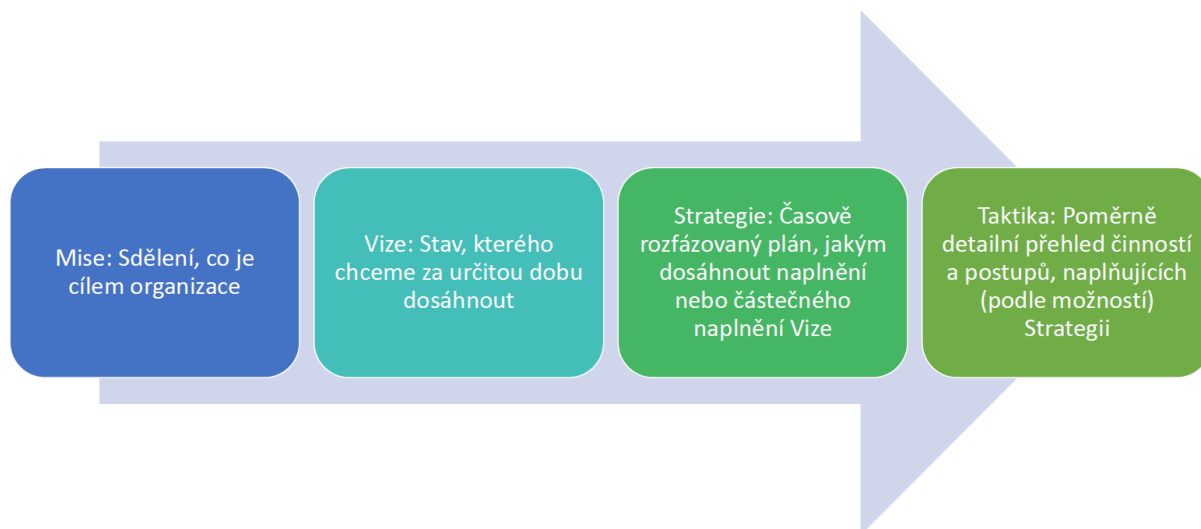 Mise: Sdělení, co je
cílem organizace
Vize: Stav, kterého
chceme za určitou dobu
dosáhnout
Strategie: Časově
rozfázovaný plán, jakým
dosáhnout naplnění
nebo částečného
naplnění Vize
Taktika: Poměrně
detailní přehled činností
a postupů, naplňujících
(podle možností)
Strategii